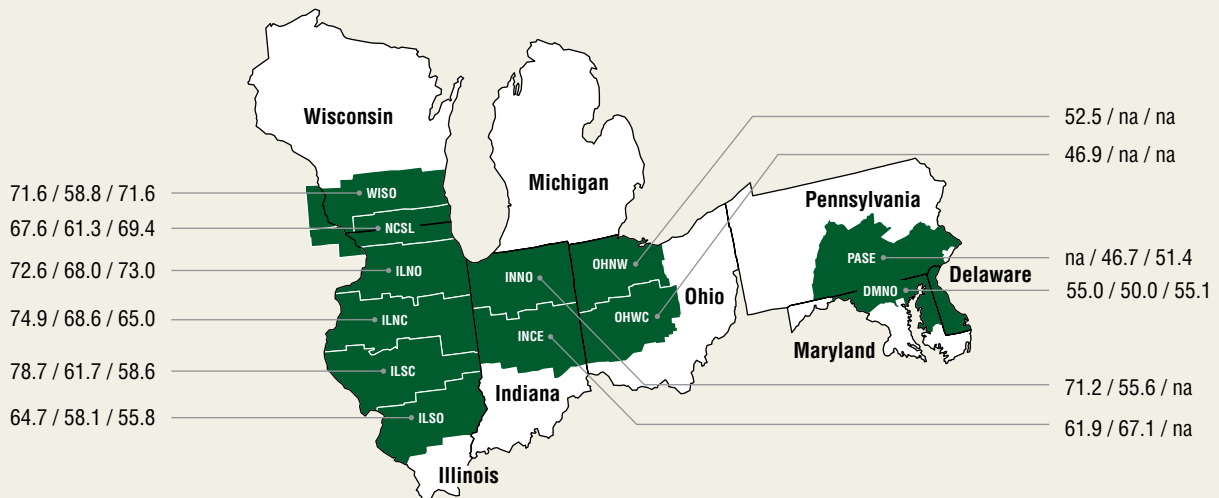 Wisconsin
Michigan
Pennsylvania
Delaware
Maryland
Ohio
Indiana
Illinois
WISO
NCSL
ILNO
ILNC
ILSC
ILSO
INNO
INCE
OHNW
OHWC
PASE
DMNO
71.6 / 58.8 / 71.6
67.6 / 61.3 / 69.4
72.6 / 68.0 / 73.0
74.9 / 68.6 / 65.0
78.7 / 61.7 / 58.6
64.7 / 58.1 / 55.8
52.5 / na / na
46.9 / na / na
na / 46.7 / 51.4
55.0 / 50.0 / 55.1
71.2 / 55.6 / na
61.9 / 67.1 / na